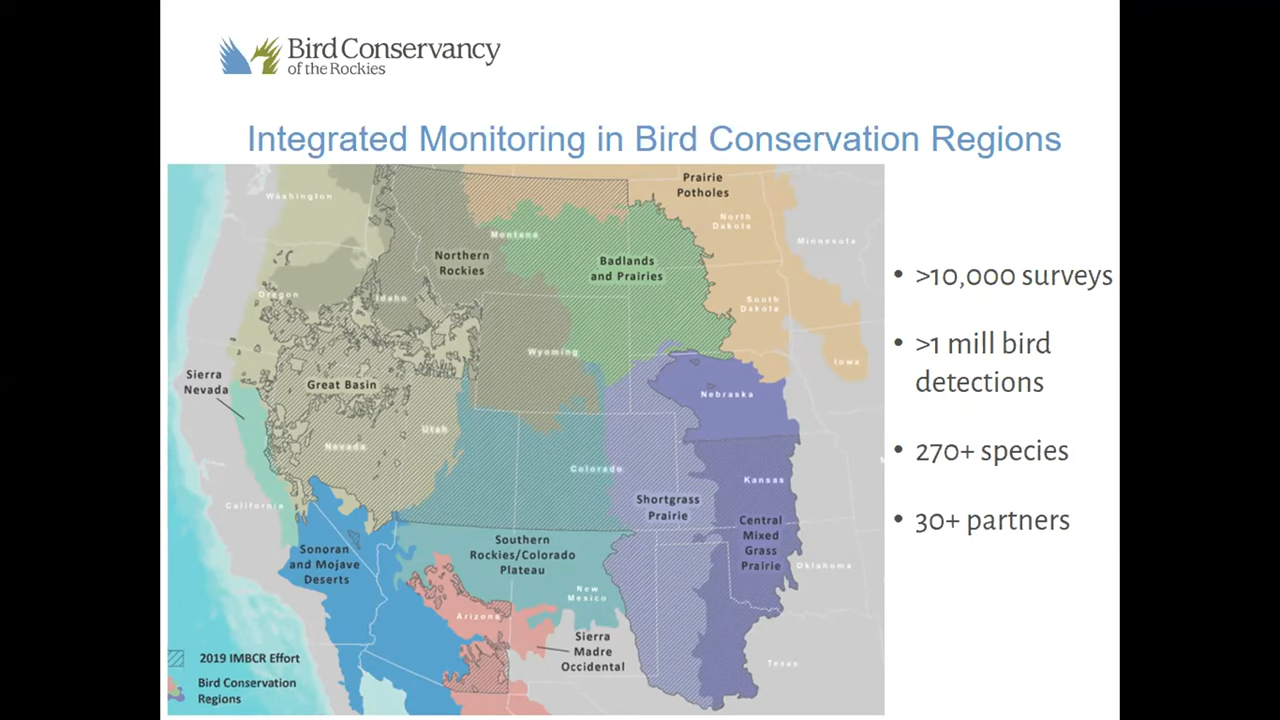 Bird Conservancy
of the Rockies
Integrated Monitoring in Bird Conservation Regions
Prairie
Potholes
Washington
North
Dakota
Montana
Minnesota
Northern
Rockies
Badlands
and Prairies
Oregon
Idaho
South
Dakota
Wyoming
Iowa
Sierra
Nevada
Great Basin
Nebraska
Utah
Nevada
Colorado
Kansas
California
Shortgrass
Prairie
Central
Mixed
Grass
Prairie
Sonoran
and Mojave
Deserts
Southern
Rockies/Colorado
Plateau
Oklahoma
New
Mexico
Arizona
Sierra
Madre
Occidental
Texas
2019 IMBCR Effort
Bird Conservation
Regions
• >10,000 surveys
• >1 mill bird
detections
• 270+ species
• 30+ partners